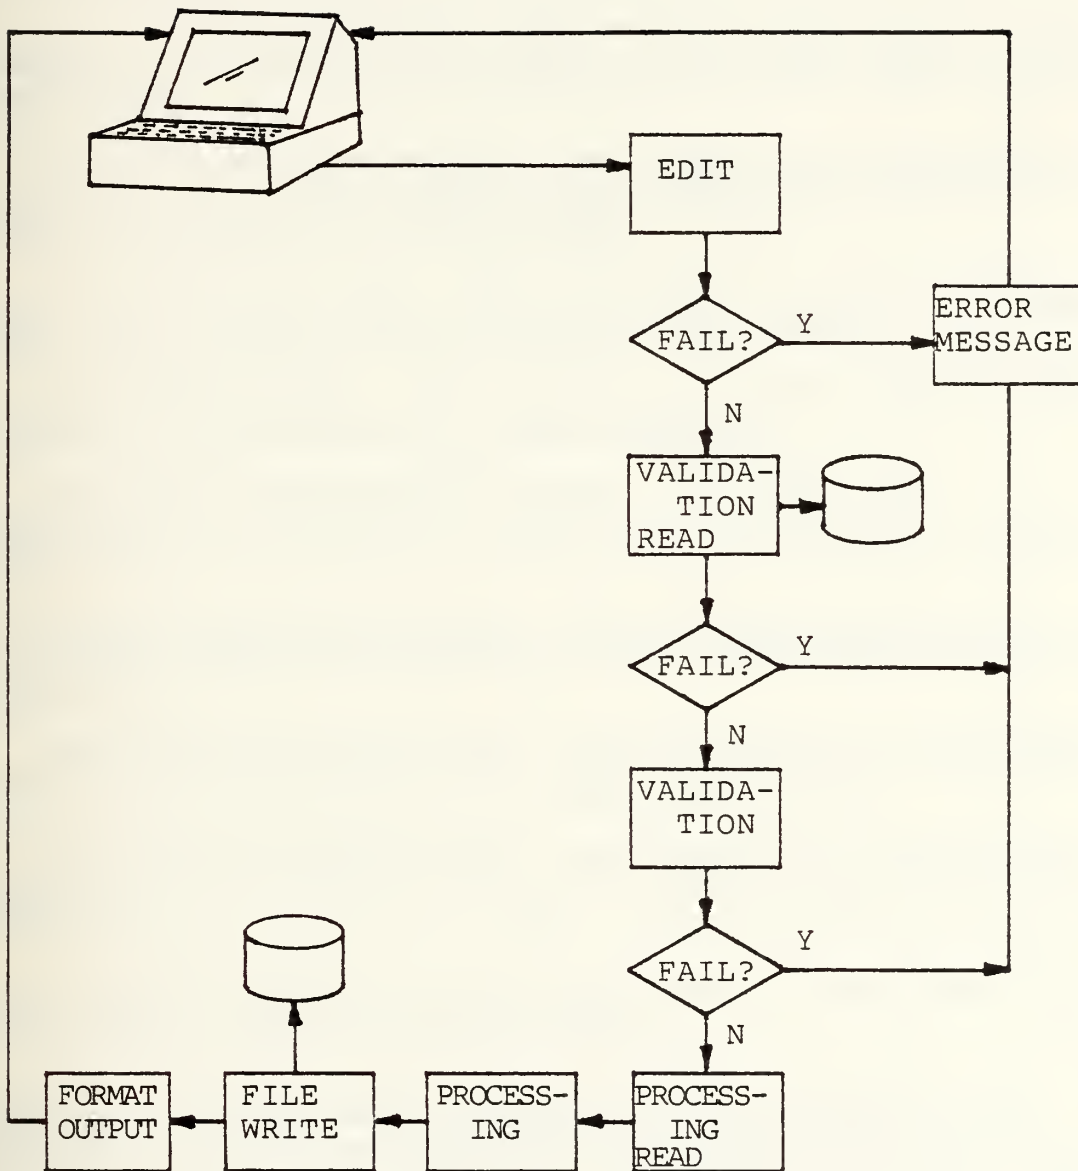 EDIT
FAIL?
Y
ERROR
MESSAGE
N
VALIDA-
TION
READ
FAIL?
Y
N
VALIDA-
TION
FAIL?
Y
N
FORMAT
OUTPUT
FILE
WRITE
PROCESS-
ING
PROCESS-
ING
READ